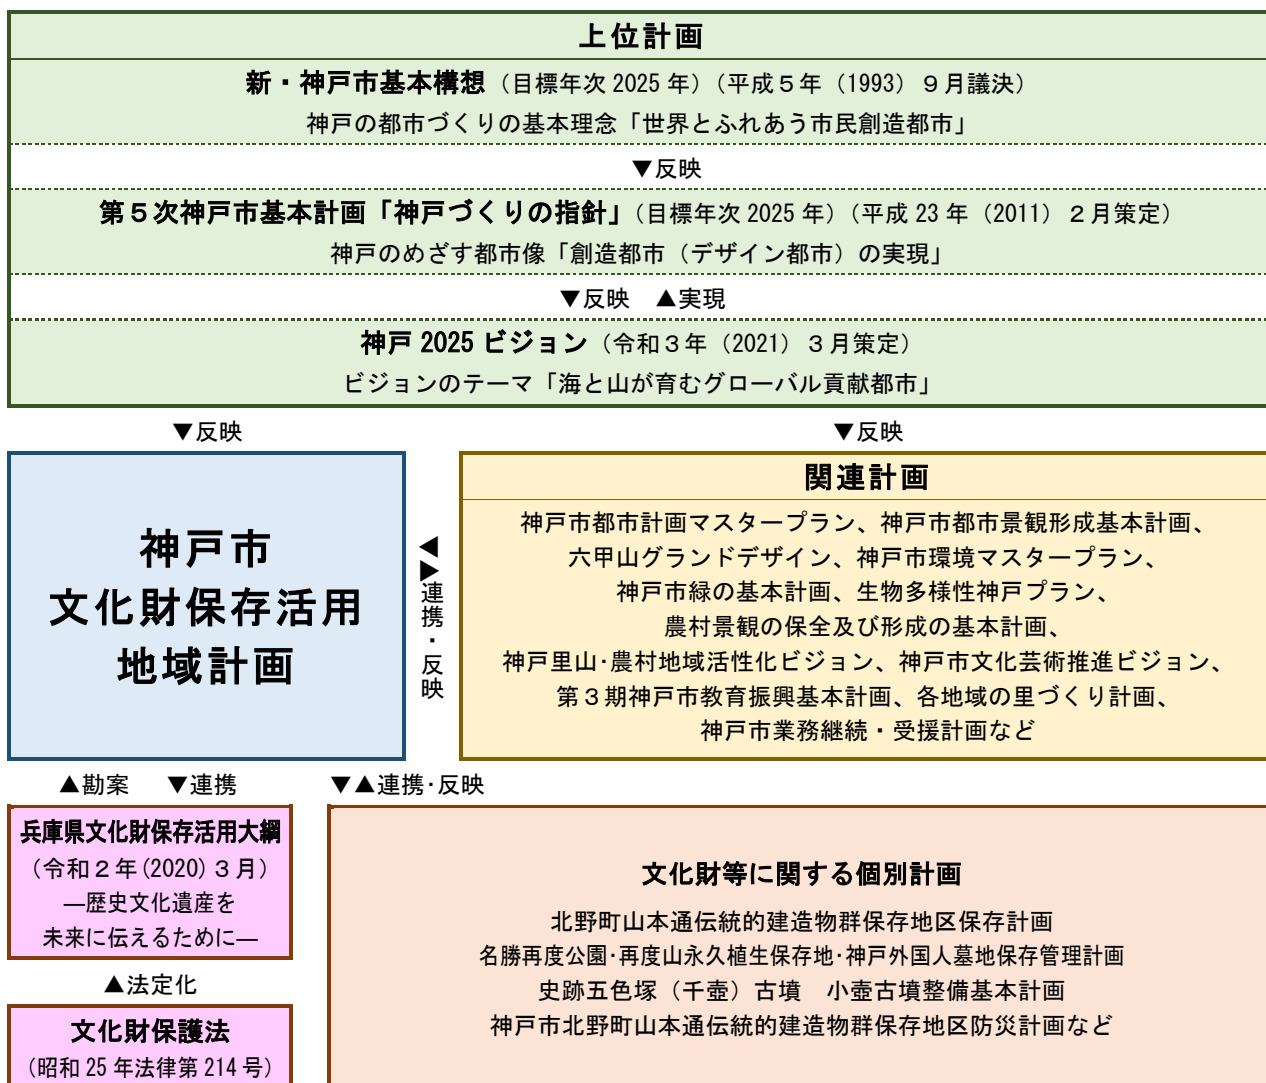 上位計画
新・神戸市基本構想（目標年次 2025 年）（平成５年（1993）９月議決）
神戸の都市づくりの基本理念「世界とふれあう市民創造都市」
▼反映
第５次神戸市基本計画「神戸づくりの指針」（目標年次 2025 年）（平成 23 年（2011）２月策定）
神戸のめざす都市像「創造都市（デザイン都市）の実現」
▼反映　▲実現
神戸 2025 ビジョン（令和３年（2021）３月策定）
ビジョンのテーマ「海と山が育むグローバル貢献都市」
▼反映
▼反映
神戸市
文化財保存活用
地域計画
◀▶連携・反映
関連計画
神戸市都市計画マスタープラン、神戸市都市景観形成基本計画、
六甲山グランドデザイン、神戸市環境マスタープラン、
神戸市緑の基本計画、生物多様性神戸プラン、
農村景観の保全及び形成の基本計画、
神戸里山･農村地域活性化ビジョン、神戸市文化芸術推進ビジョン、
第３期神戸市教育振興基本計画、各地域の里づくり計画、
神戸市業務継続・受援計画など
▲勘案　▼連携
▼▲連携･反映
兵庫県文化財保存活用大綱
（令和２年(2020)３月）
―歴史文化遺産を
未来に伝えるために―
▲法定化
文化財保護法
（昭和 25 年法律第 214 号）
文化財等に関する個別計画
北野町山本通伝統的建造物群保存地区保存計画
名勝再度公園･再度山永久植生保存地･神戸外国人墓地保存管理計画
史跡五色塚（千壺）古墳　小壺古墳整備基本計画
神戸市北野町山本通伝統的建造物群保存地区防災計画など